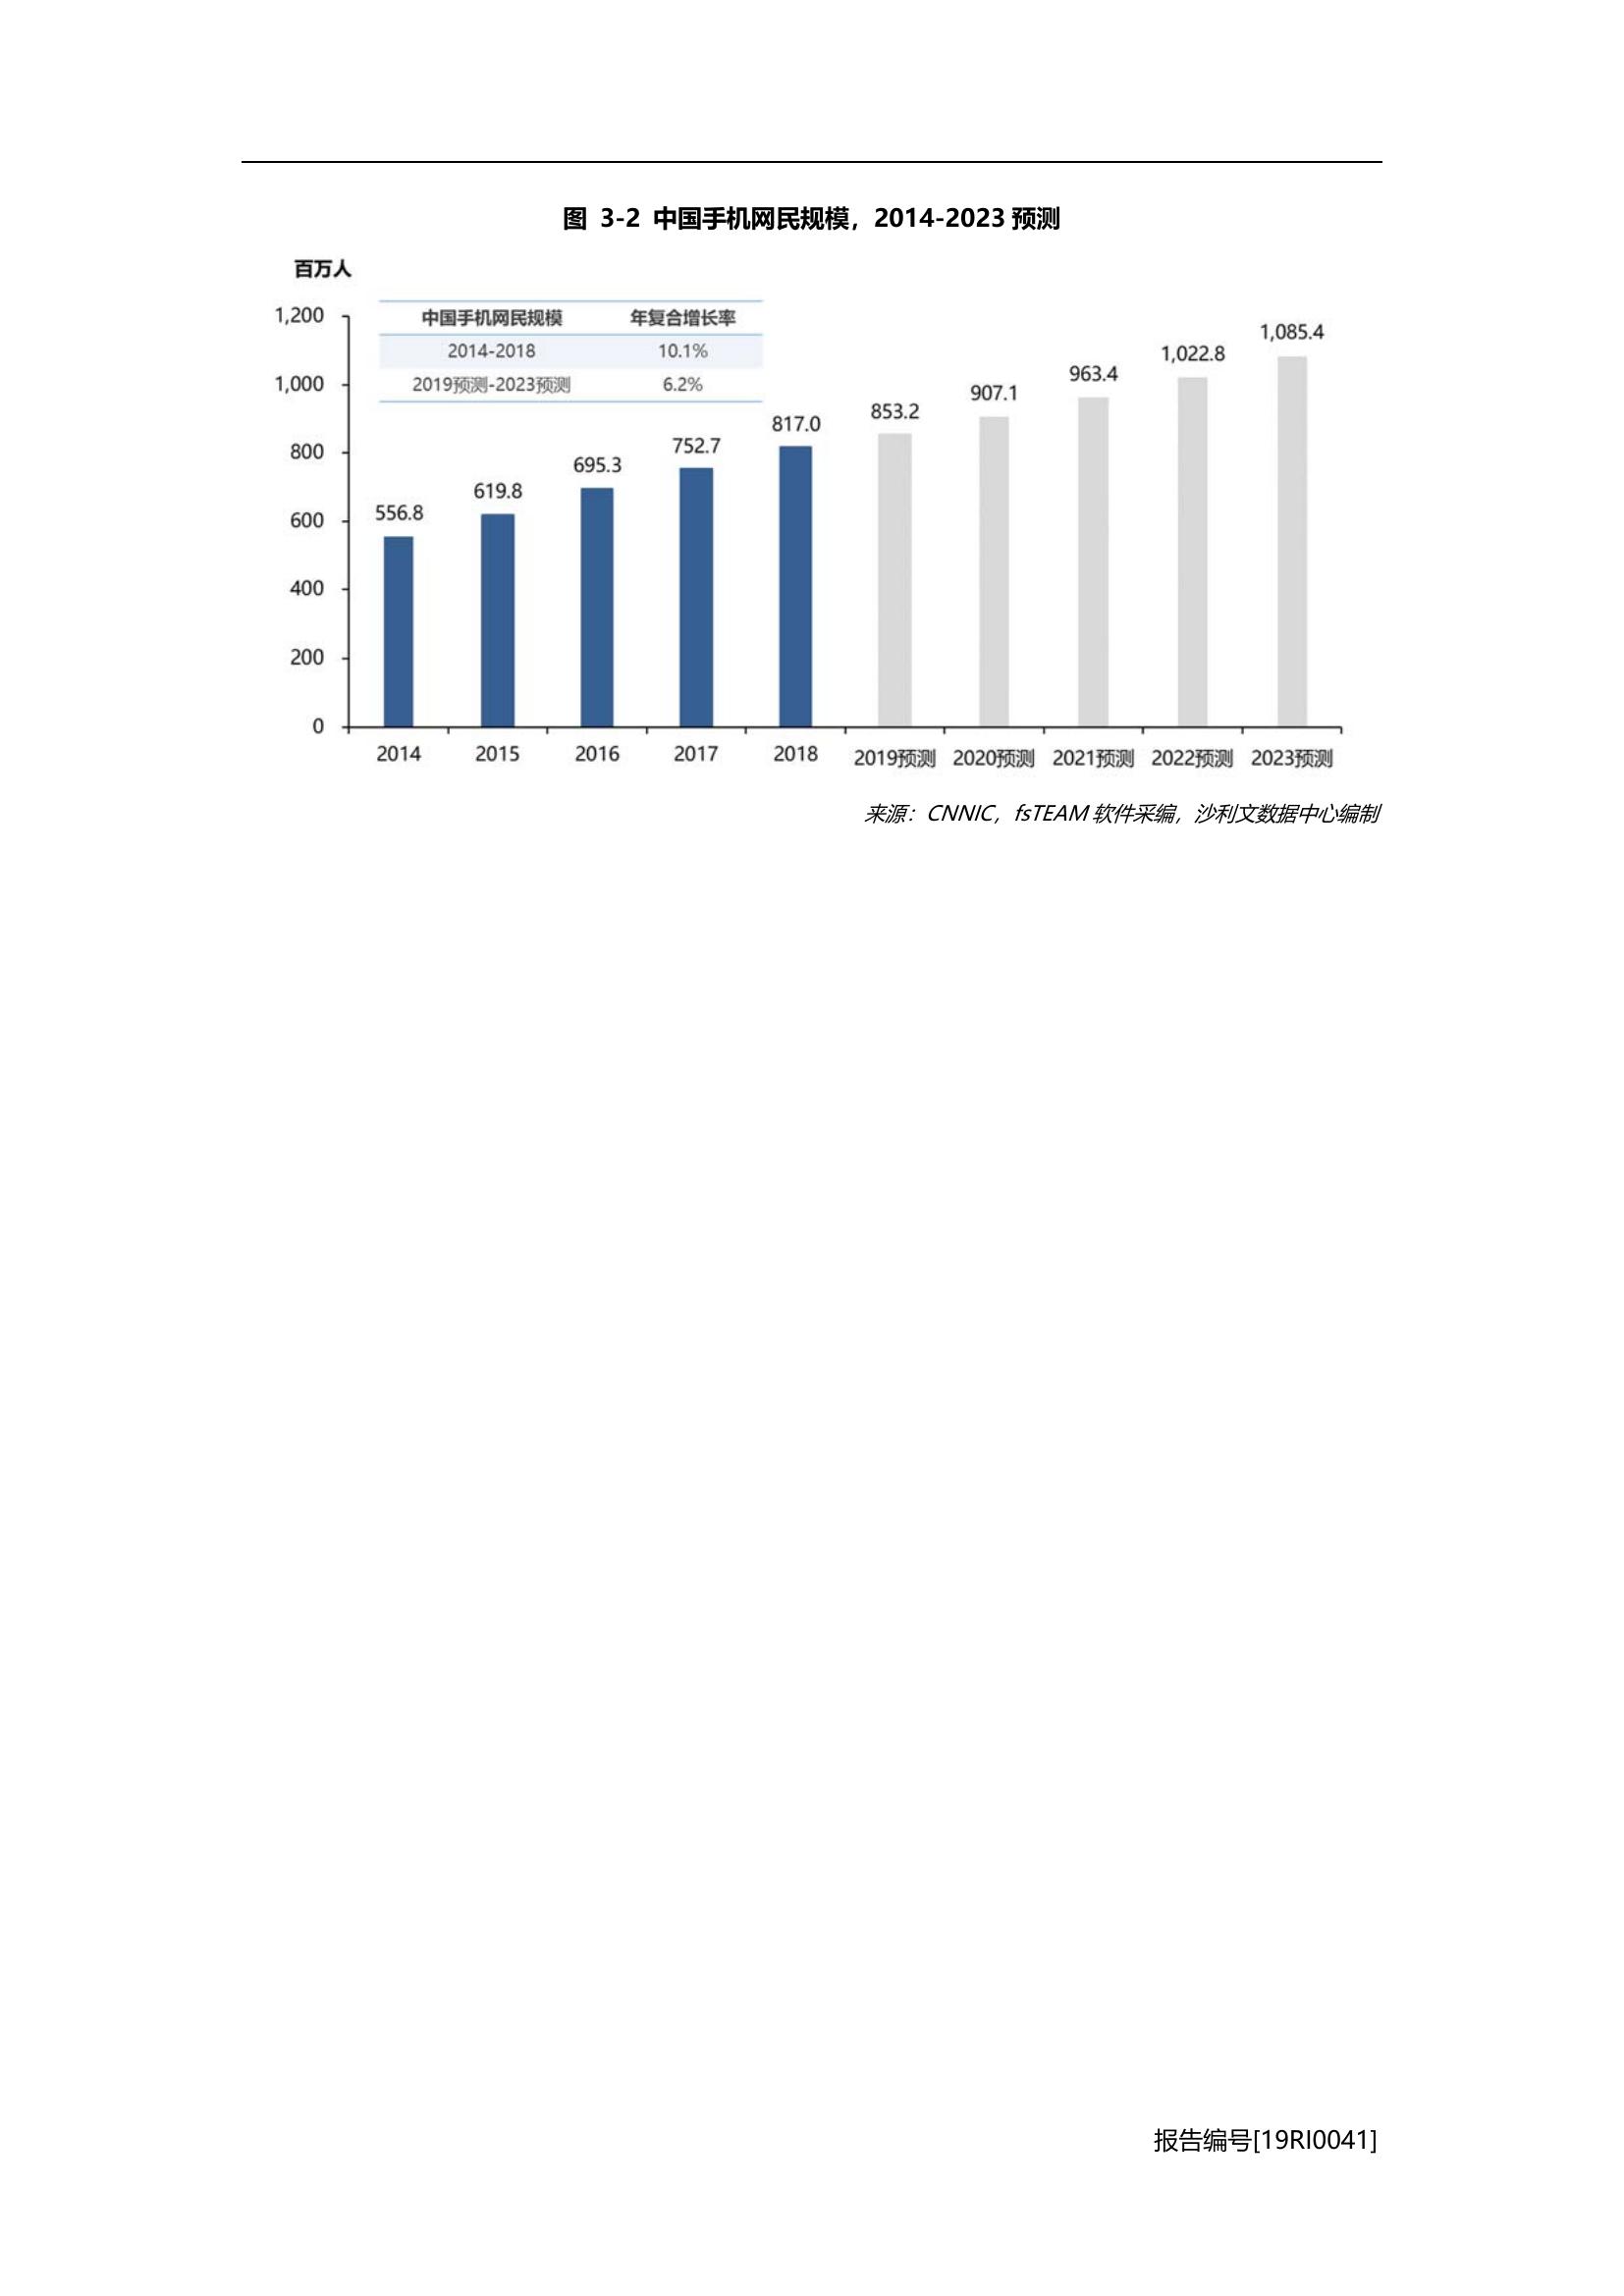 图 3-2 中国手机网民规模，2014-2023 预测
百万人
中国手机网民规模 年复合增长率
2014-2018 10.1%
2019预测-2023预测 6.2%
1,200
1,000
800
600
400
200
0
556.8 619.8 695.3 752.7 817.0 853.2 907.1 963.4 1,022.8 1,085.4
2014 2015 2016 2017 2018 2019预测 2020预测 2021预测 2022预测 2023预测
来源：CNNIC，fsTEAM 软件采编，沙利文数据中心编制
报告编号[19RI0041]